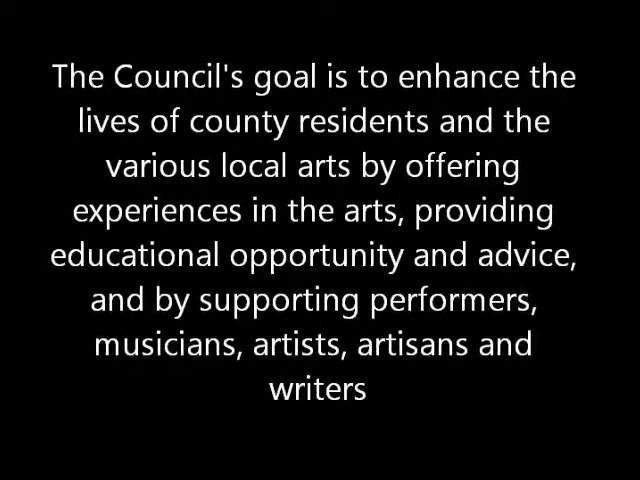 The Council's goal is to enhance the
lives of county residents and the
various local arts by offering
experiences in the arts, providing
educational opportunity and advice,
and by supporting performers,
musicians, artists, artisans and
writers